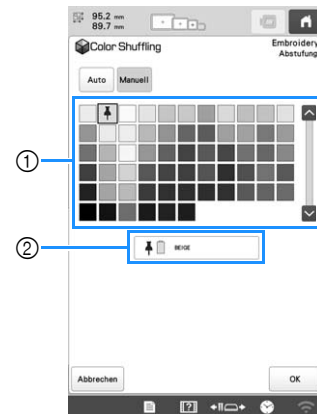 95.2 mm
89.7 mm
Color Shuffling
Embroidery
Abstufung
Auto
Manuell
①
②
BEIGE
Abbrechen
OK